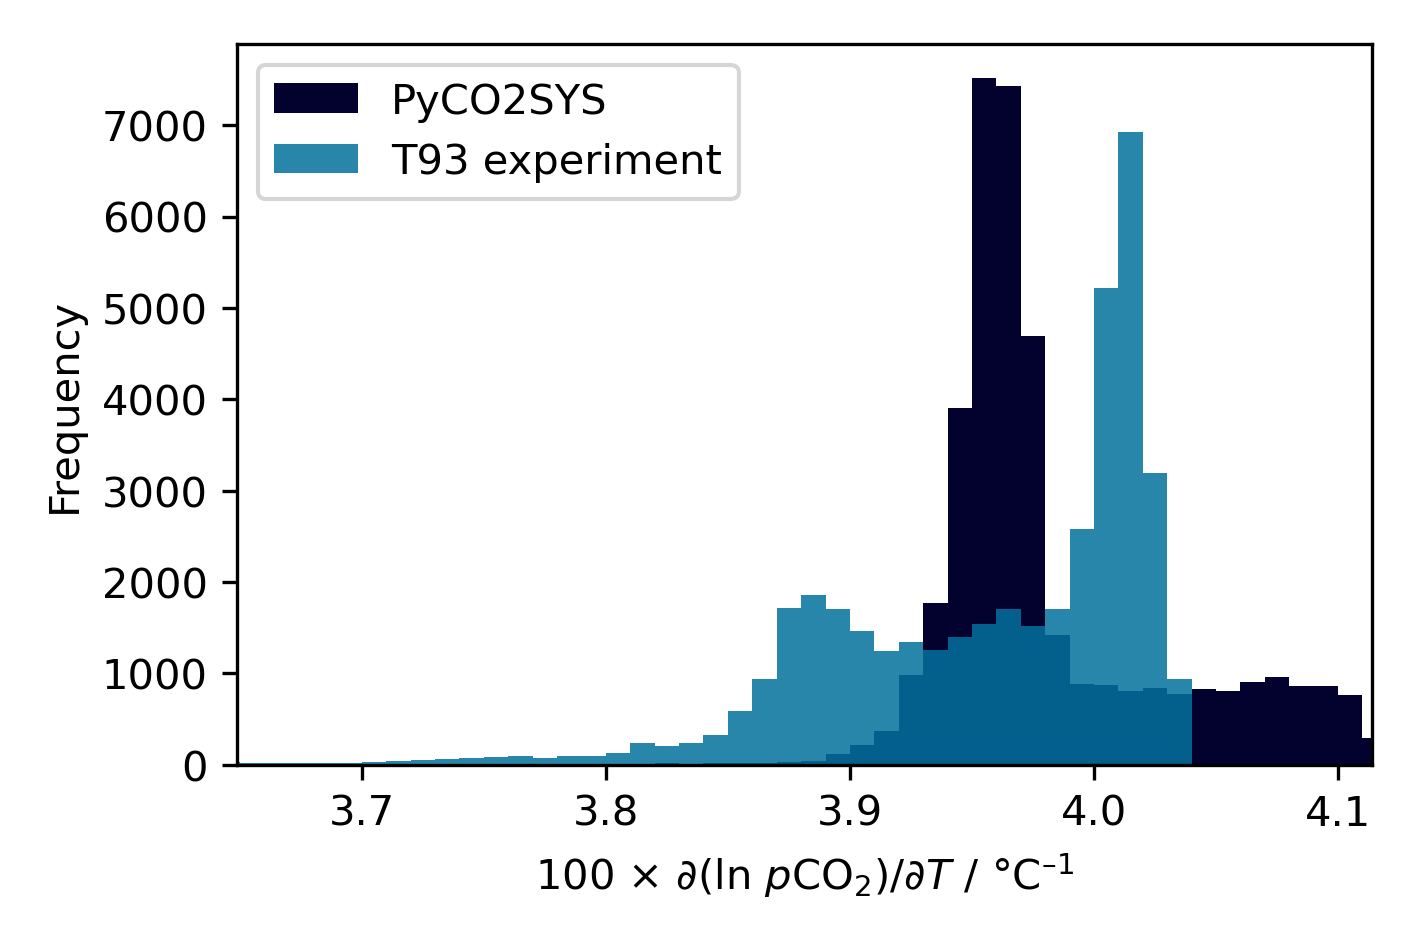 PyCO2SYS
T93 experiment
7000
6000
5000
4000
3000
2000
1000
0
Frequency
3.7 3.8 3.9 4.0 4.1
100 × ∂(ln pCO₂)/∂T / °C⁻¹